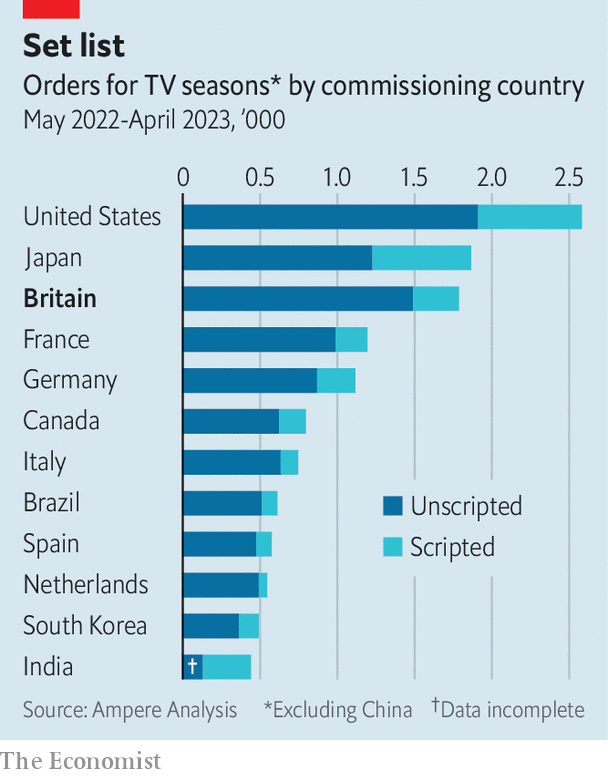 Set list
Orders for TV seasons* by commissioning country
May 2022-April 2023, ’000
0 0.5 1.0 1.5 2.0 2.5
United States
Japan
Britain
France
Germany
Canada
Italy
Brazil
Spain
Netherlands
South Korea
India
†
Unscripted
Scripted
Source: Ampere Analysis *Excluding China †Data incomplete
The Economist